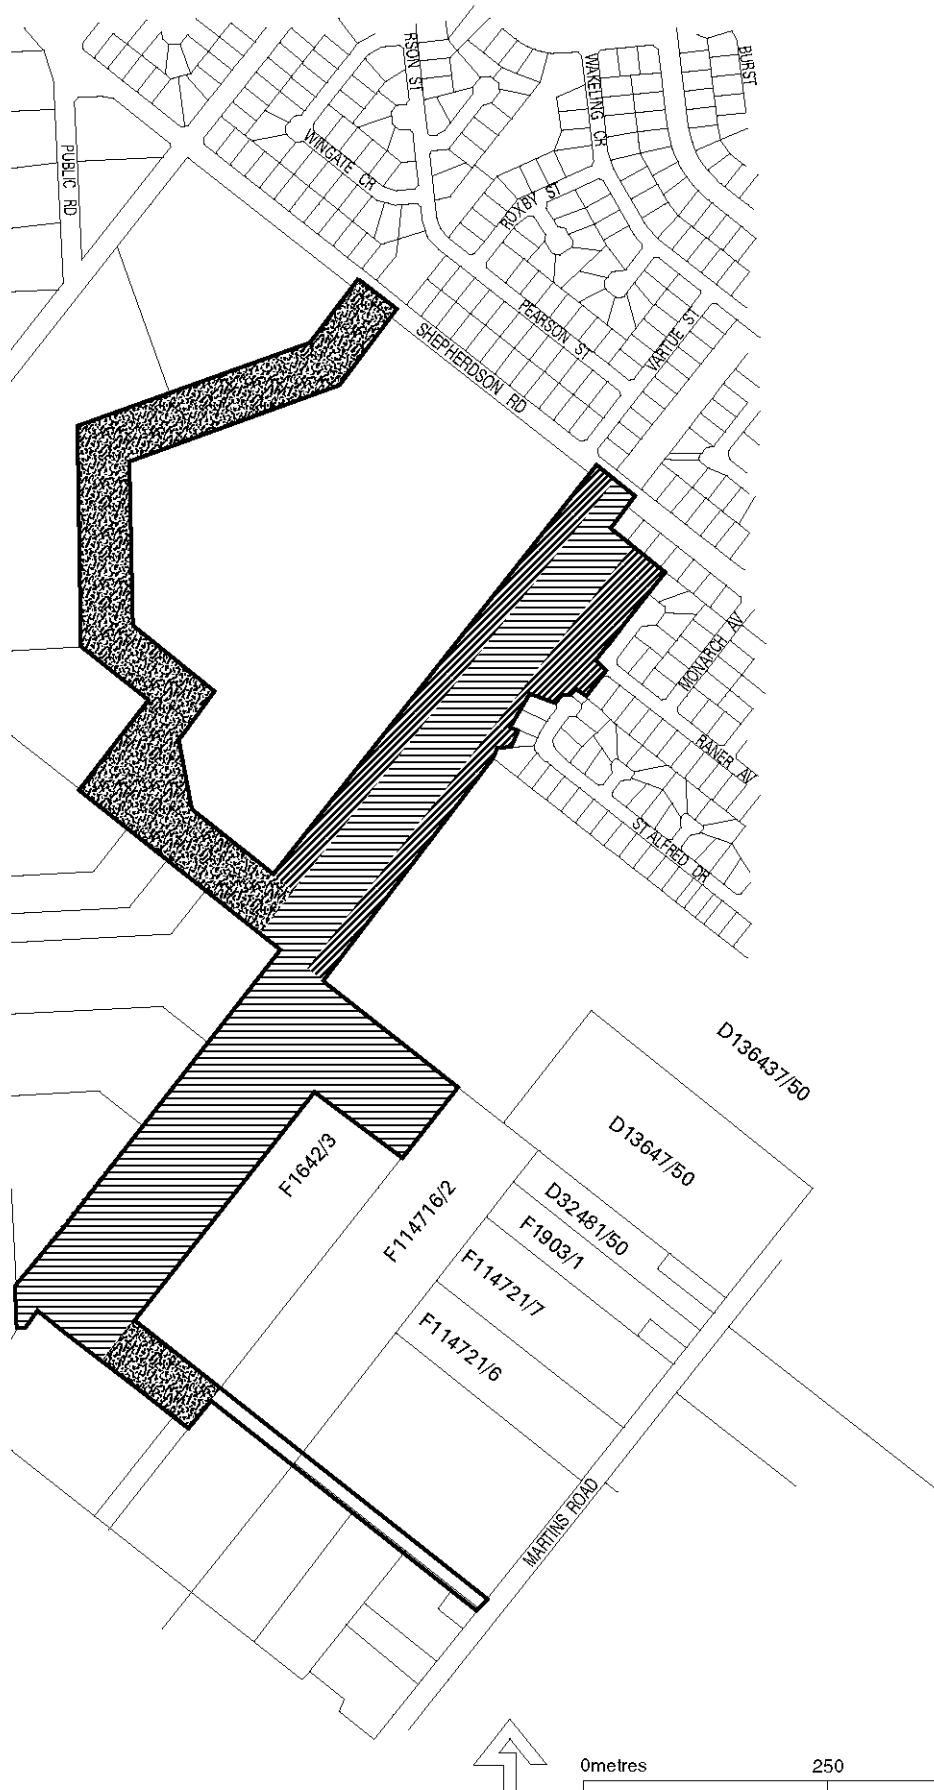 RSON ST
WAKELING CR
BURST
PUBLIC RD
WINGATE CR
ROXBY ST
PEARSON ST
VARTUE ST
SHEPHERDSON RD
MONARCH AV
RANER AV
ST ALFRED DR
D136437/50
D13647/50
F1642/3
F114716/2
D32481/50
F1903/1
F114721/7
F114721/6
MARTINS ROAD
0metres 250